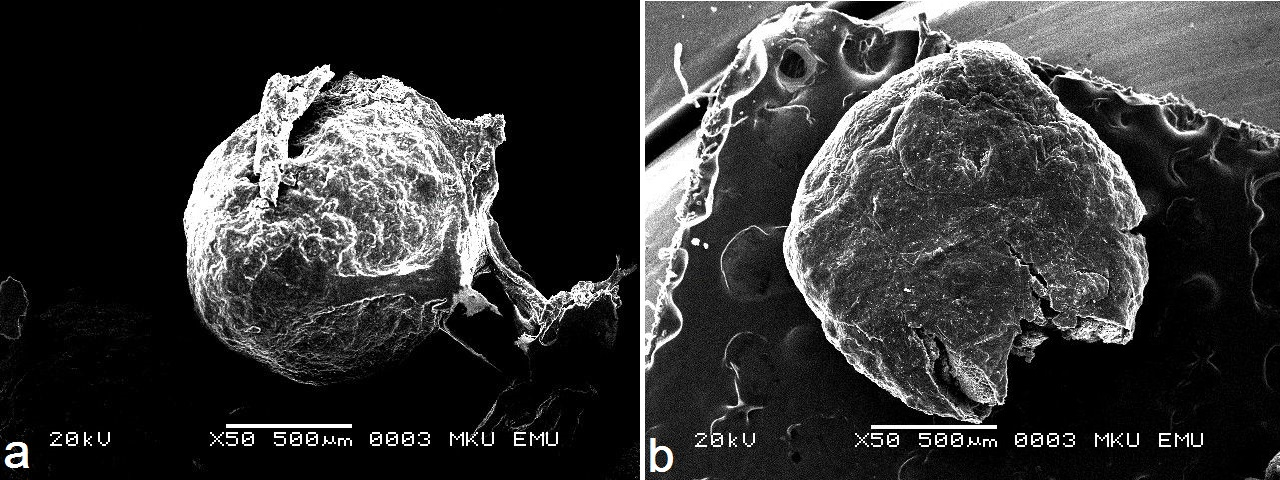 20kV X50 500µm 0003 MKU EMU
a
20kV X50 500µm 0003 MKU EMU
b